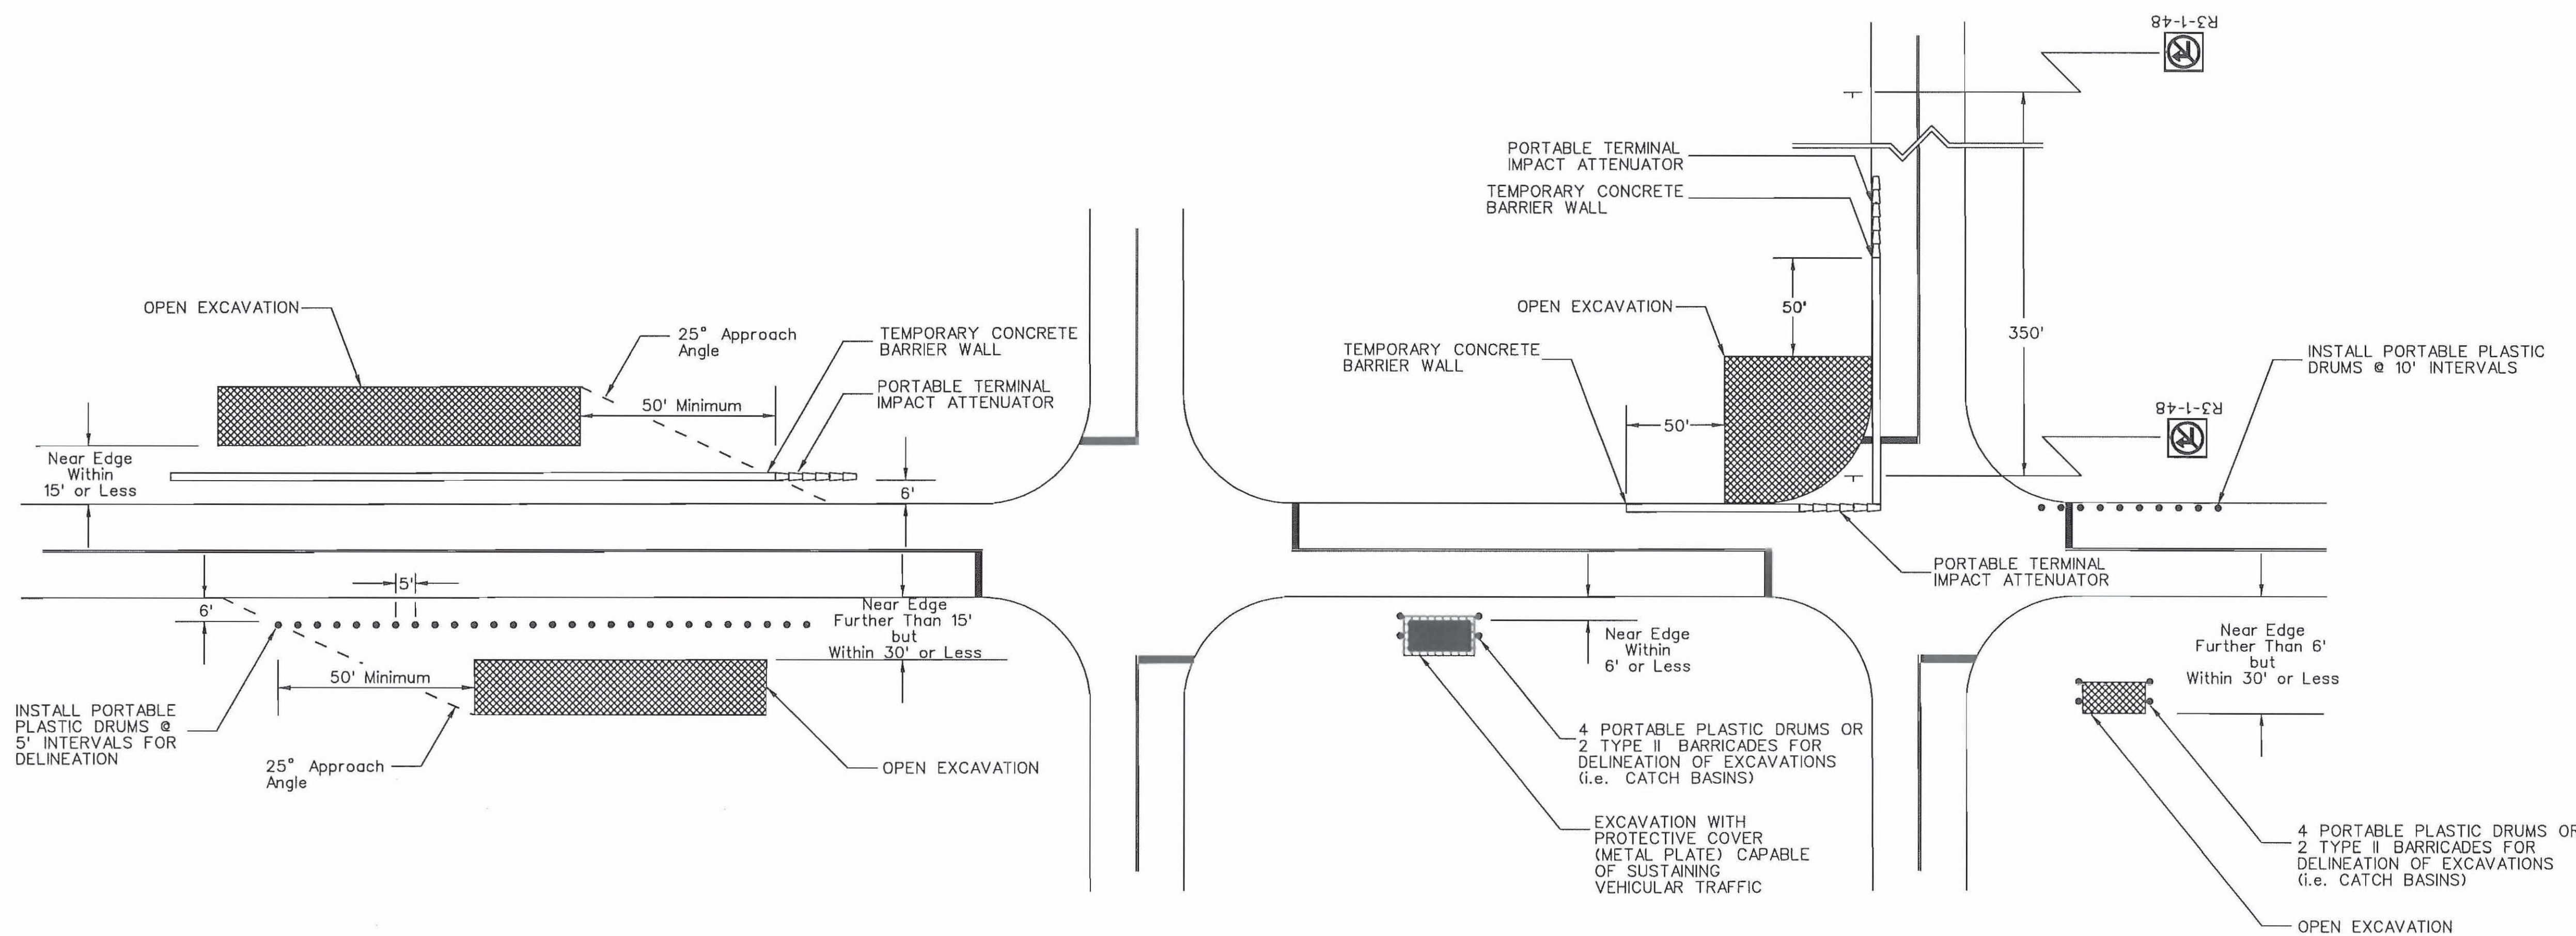 R3-1-48
PORTABLE TERMINAL
IMPACT ATTENUATOR
TEMPORARY CONCRETE
BARRIER WALL
OPEN EXCAVATION
25° Approach
Angle
TEMPORARY CONCRETE
BARRIER WALL
PORTABLE TERMINAL
IMPACT ATTENUATOR
50' Minimum
Near Edge
Within
15' or Less
6'
OPEN EXCAVATION
50'
350'
TEMPORARY CONCRETE
BARRIER WALL
50'
INSTALL PORTABLE PLASTIC
DRUMS @ 10' INTERVALS
R3-1-48
PORTABLE TERMINAL
IMPACT ATTENUATOR
5'
6'
Near Edge
Further Than 15'
but
Within 30' or Less
50' Minimum
INSTALL PORTABLE
PLASTIC DRUMS @
5' INTERVALS FOR
DELINEATION
25° Approach
Angle
OPEN EXCAVATION
Near Edge
Within
6' or Less
4 PORTABLE PLASTIC DRUMS OR
2 TYPE II BARRICADES FOR
DELINEATION OF EXCAVATIONS
(i.e. CATCH BASINS)
EXCAVATION WITH
PROTECTIVE COVER
(METAL PLATE) CAPABLE
OF SUSTAINING
VEHICULAR TRAFFIC
Near Edge
Further Than 6'
but
Within 30' or Less
4 PORTABLE PLASTIC DRUMS OR
2 TYPE II BARRICADES FOR
DELINEATION OF EXCAVATIONS
(i.e. CATCH BASINS)
OPEN EXCAVATION